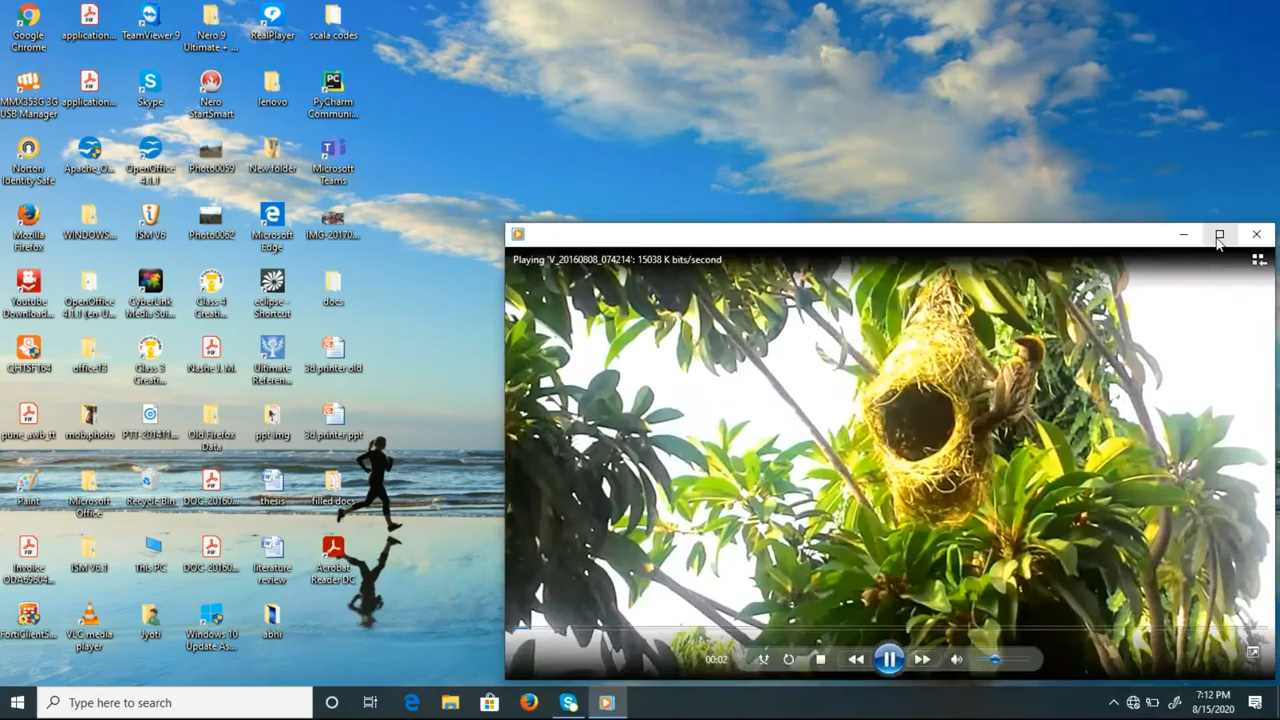 Google
Chrome
application...
TeamViewer 9
Nero 9
Ultimate + ...
RealPlayer
scala codes
MMX353G 3G
USB Manager
application...
Skype
Nero
StartSmart
lenovo
PyCharm
Communi...
Norton
Identity Safe
Apache_O...
OpenOffice
4.1.1
Photo0059
New folder
Microsoft
Teams
Mozilla
Firefox
WINDOWS...
ISM V6
Photo0062
Microsoft
Edge
IMG-20170...
Youtube
Download...
OpenOffice
4.1.1 (en-U...
CyberLink
Media Sui...
Class 4
Creati...
eclipse -
Shortcut
docs
QHTSFT64
office13
Class 3
Creati...
Nashe J. M.
Ultimate
Referen...
3d printer old
pune_awb_tt
mob.photo
PTT-201411...
Old Firefox
Data
ppt img
3d printer ppt
Paint
Microsoft
Office
Recycle Bin
DOC-20160...
thesis
filled docs
Invoice
ODA69604...
ISM V6.1
This PC
DOC-20160...
literature
review
Acrobat
Reader DC
FortiClientS...
VLC media
player
Jyoti
Windows 10
Update As...
abhi
Playing 'V_20160808_074214': 15038 K bits/second
00:02
Type here to search
7:12 PM
8/15/2020